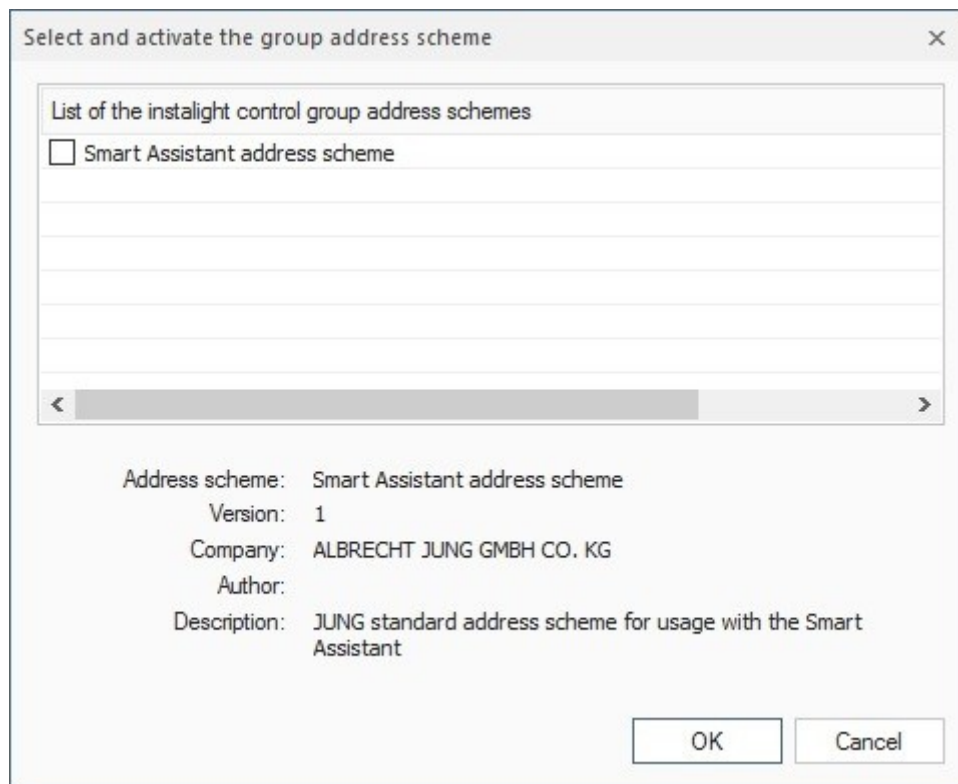 Select and activate the group address scheme
List of the instalight control group address schemes
Smart Assistant address scheme
Address scheme: Smart Assistant address scheme
Version: 1
Company: ALBRECHT JUNG GMBH CO. KG
Author:
Description: JUNG standard address scheme for usage with the Smart
Assistant
OK Cancel